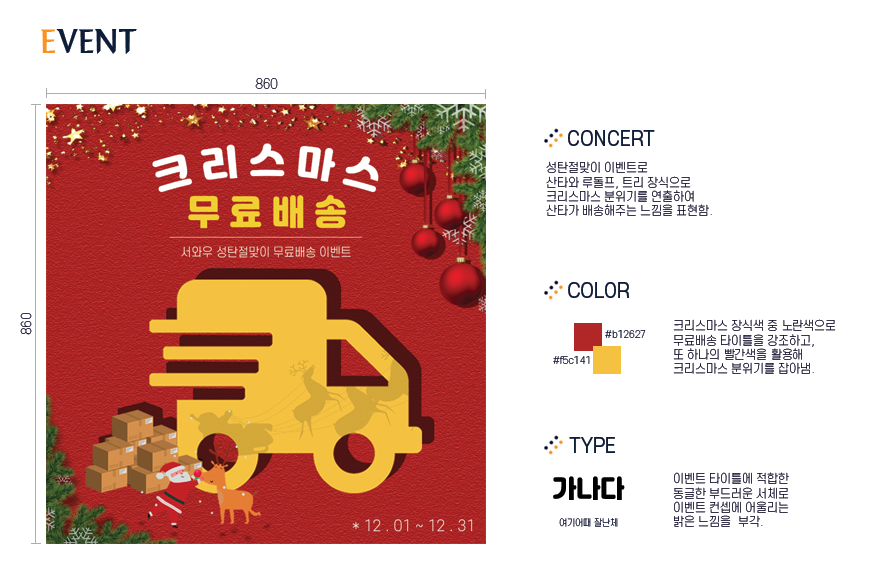 EVENT
860
860
크리스마스
무료배송
서와우 성탄절맞이 무료배송 이벤트
* 12 . 01 ~ 12 . 31
CONCERT
성탄절맞이 이벤트로
산타와 루돌프, 트리 장식으로
크리스마스 분위기를 연출하여
산타가 배송해주는 느낌을 표현함.
COLOR
#b12627
#f5c141
크리스마스 장식색 중 노란색으로
무료배송 타이틀을 강조하고,
또 하나의 빨간색을 활용해
크리스마스 분위기를 잡아냄.
TYPE
가나다
여기어때 잘난체
이벤트 타이틀에 적합한
동글한 부드러운 서체로
이벤트 컨셉에 어울리는
밝은 느낌을 부각.